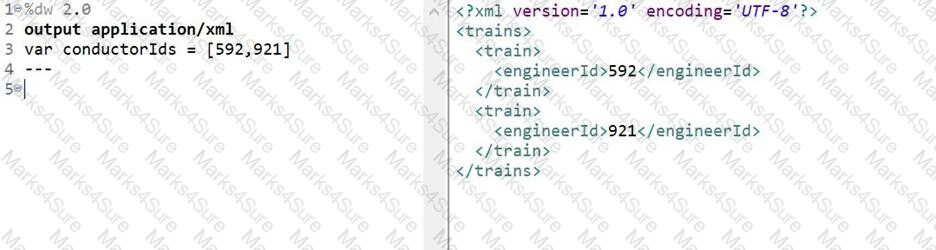 1 %dw 2.0
2 output application/xml
3 var conductorIds = [592,921]
4 ---
5
<?xml version='1.0' encoding='UTF-8'?>
<trains>
  <train>
    <engineerId>592</engineerId>
  </train>
  <train>
    <engineerId>921</engineerId>
  </train>
</trains>
Marks4Sure